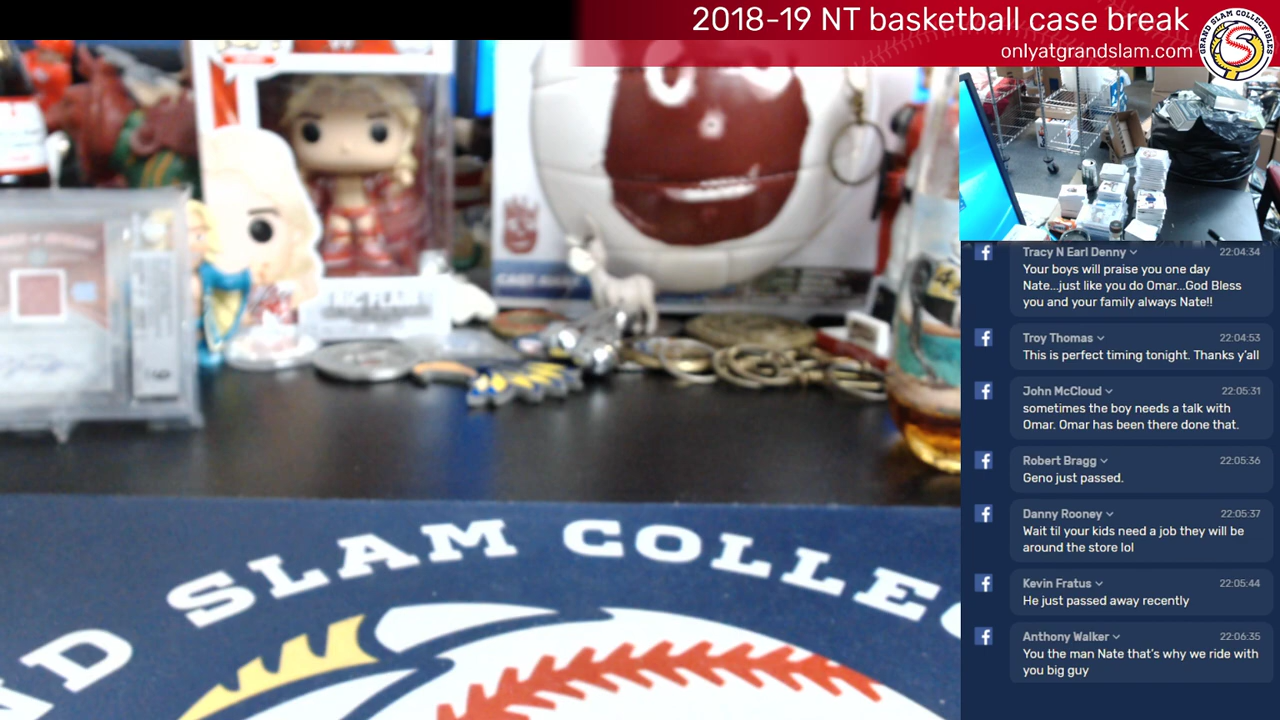 2018-19 NT basketball case break
onlyatgrandslam.com
GRAND SLAM COLLECTIBLES
CAST AWAY
SLAM COLLEC
ND
Tracy N Earl Denny 22:04:34
Your boys will praise you one day
Nate...just like you do Omar...God Bless
you and your family always Nate!!
Troy Thomas 22:04:53
This is perfect timing tonight. Thanks y'all
John McCloud 22:05:31
sometimes the boy needs a talk with
Omar. Omar has been there done that.
Robert Bragg 22:05:36
Geno just passed.
Danny Rooney 22:05:37
Wait til your kids need a job they will be
around the store lol
Kevin Fratus 22:05:44
He just passed away recently
Anthony Walker 22:06:35
You the man Nate that's why we ride with
you big guy